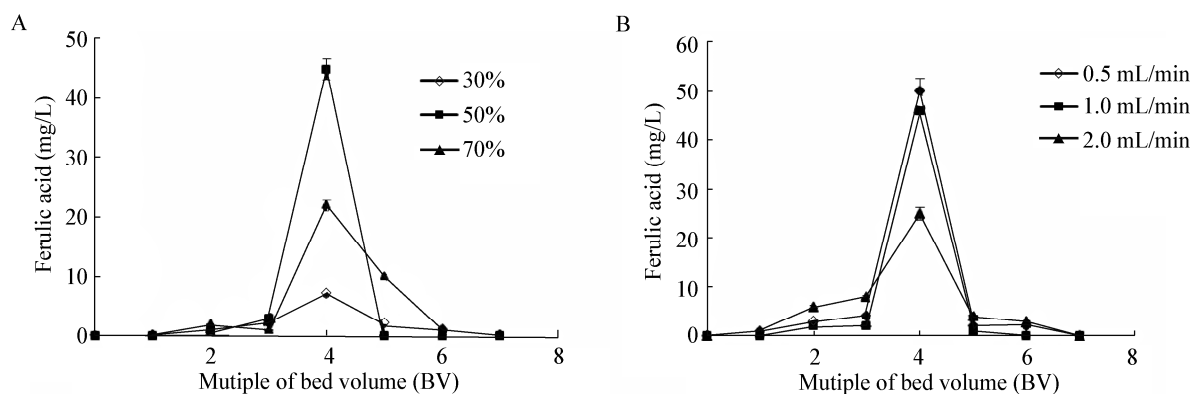 A
50
40
30
20
10
0
2
4
6
8
Ferulic acid (mg/L)
Mutiple of bed volume (BV)
30%
50%
70%
B
60
50
40
30
20
10
0
2
4
6
8
Ferulic acid (mg/L)
Mutiple of bed volume (BV)
0.5 mL/min
1.0 mL/min
2.0 mL/min